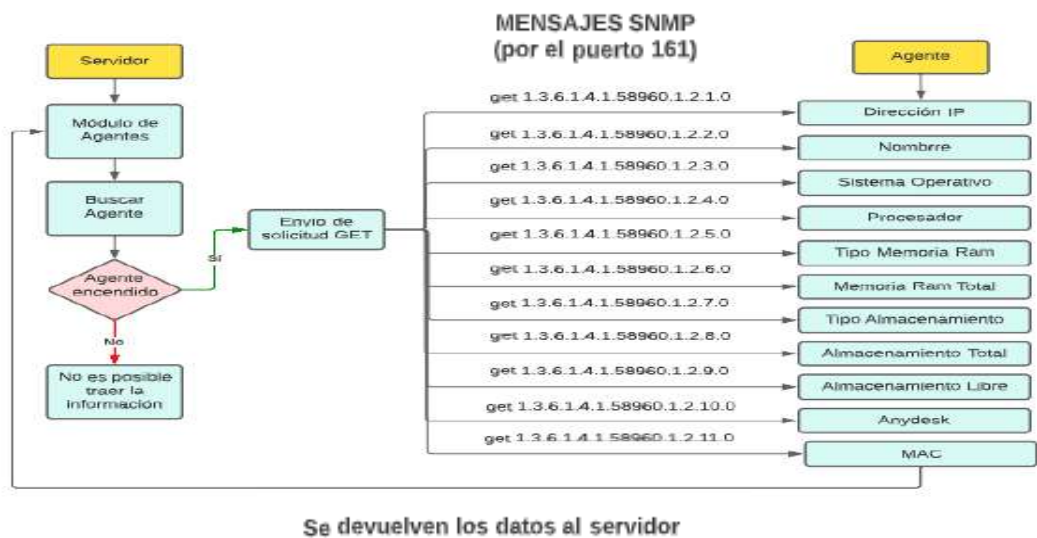 MENSAJES SNMP
(por el puerto 161)
Servidor
Agente
Módulo de
Agentes
Buscar
Agente
Agente
encendido
Sí
No
No es posible
traer la
información
Envio de
solicitud GET
get 1.3.6.1.4.1.58960.1.2.1.0
Dirección IP
get 1.3.6.1.4.1.58960.1.2.2.0
Nombrre
get 1.3.6.1.4.1.58960.1.2.3.0
Sistema Operativo
get 1.3.6.1.4.1.58960.1.2.4.0
Procesador
get 1.3.6.1.4.1.58960.1.2.5.0
Tipo Memoria Ram
get 1.3.6.1.4.1.58960.1.2.6.0
Memoria Ram Total
get 1.3.6.1.4.1.58960.1.2.7.0
Tipo Almacenamiento
get 1.3.6.1.4.1.58960.1.2.8.0
Almacenamiento Total
get 1.3.6.1.4.1.58960.1.2.9.0
Almacenamiento Libre
get 1.3.6.1.4.1.58960.1.2.10.0
Anydesk
get 1.3.6.1.4.1.58960.1.2.11.0
MAC
Se devuelven los datos al servidor